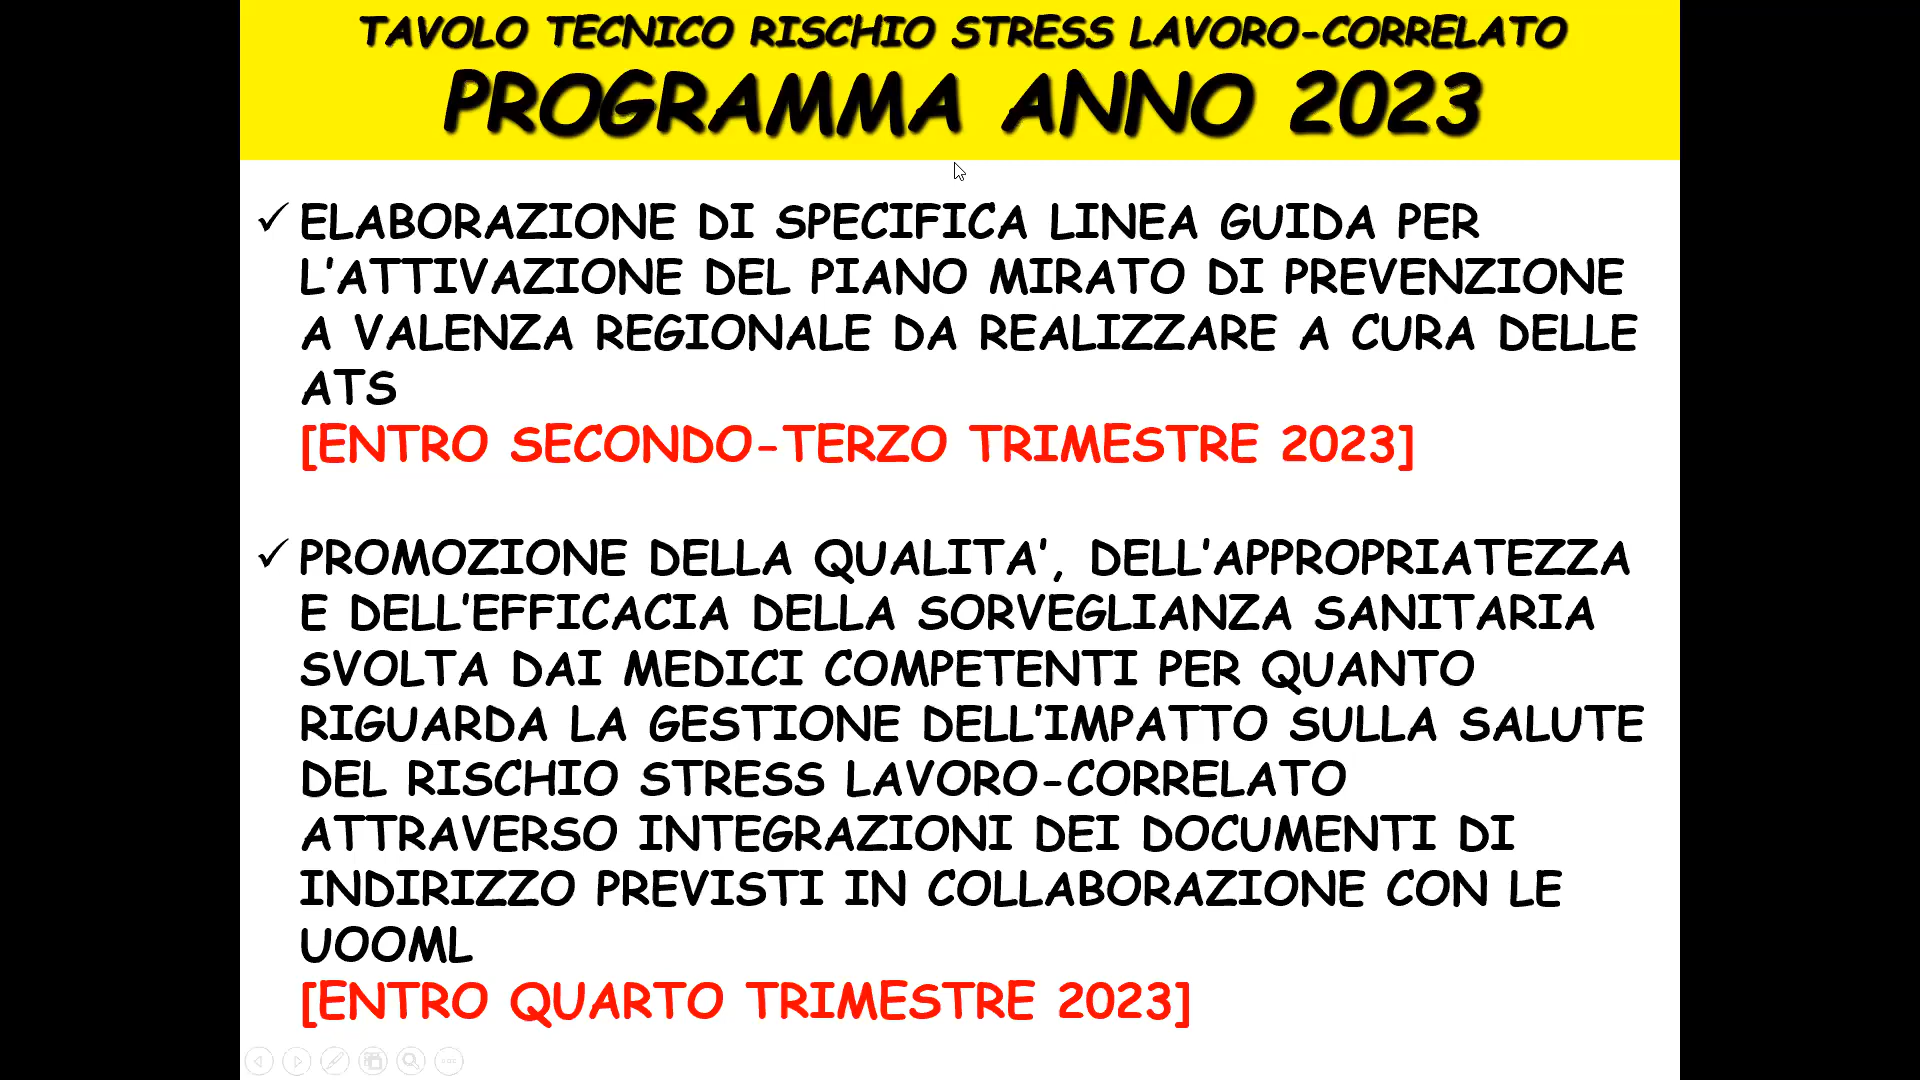 TAVOLO TECNICO RISCHIO STRESS LAVORO-CORRELATO
PROGRAMMA ANNO 2023
✓ ELABORAZIONE DI SPECIFICA LINEA GUIDA PER
L'ATTIVAZIONE DEL PIANO MIRATO DI PREVENZIONE
A VALENZA REGIONALE DA REALIZZARE A CURA DELLE
ATS
[ENTRO SECONDO-TERZO TRIMESTRE 2023]
✓ PROMOZIONE DELLA QUALITA', DELL'APPROPRIATEZZA
E DELL'EFFICACIA DELLA SORVEGLIANZA SANITARIA
SVOLTA DAI MEDICI COMPETENTI PER QUANTO
RIGUARDA LA GESTIONE DELL'IMPATTO SULLA SALUTE
DEL RISCHIO STRESS LAVORO-CORRELATO
ATTRAVERSO INTEGRAZIONI DEI DOCUMENTI DI
INDIRIZZO PREVISTI IN COLLABORAZIONE CON LE
UOOML
[ENTRO QUARTO TRIMESTRE 2023]